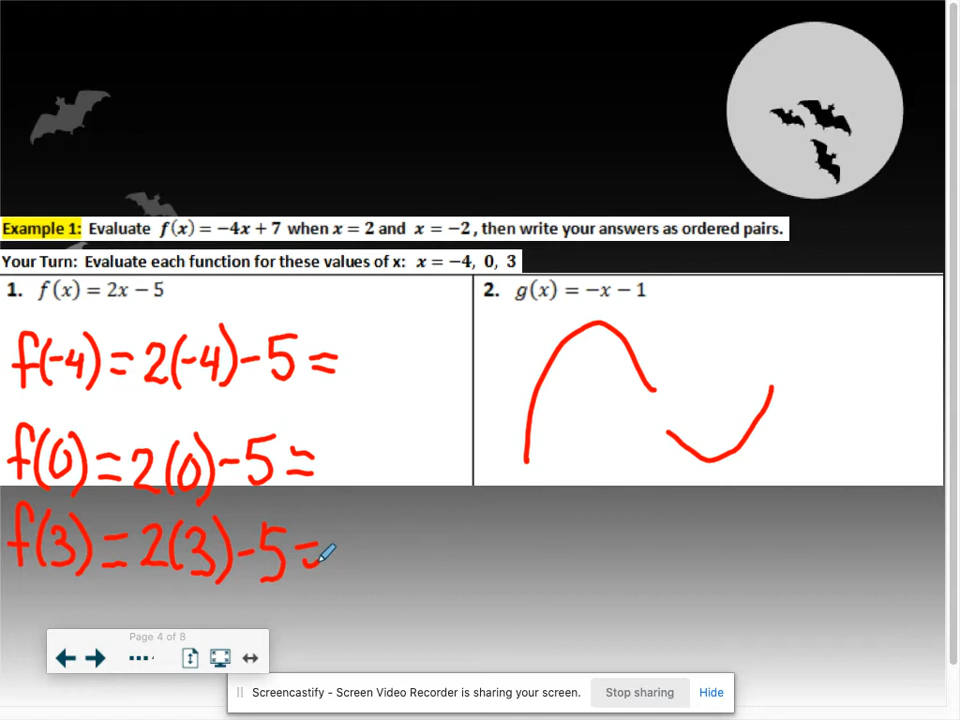 Example 1: Evaluate f(x) = −4x + 7 when x = 2 and x = −2, then write your answers as ordered pairs.
Your Turn: Evaluate each function for these values of x: x = −4, 0, 3
1. f(x) = 2x − 5
f(-4) = 2(-4) - 5 =
f(0) = 2(0) - 5 =
f(3) = 2(3) - 5 =
2. g(x) = −x − 1
Page 4 of 8
Screencastify - Screen Video Recorder is sharing your screen. Stop sharing Hide